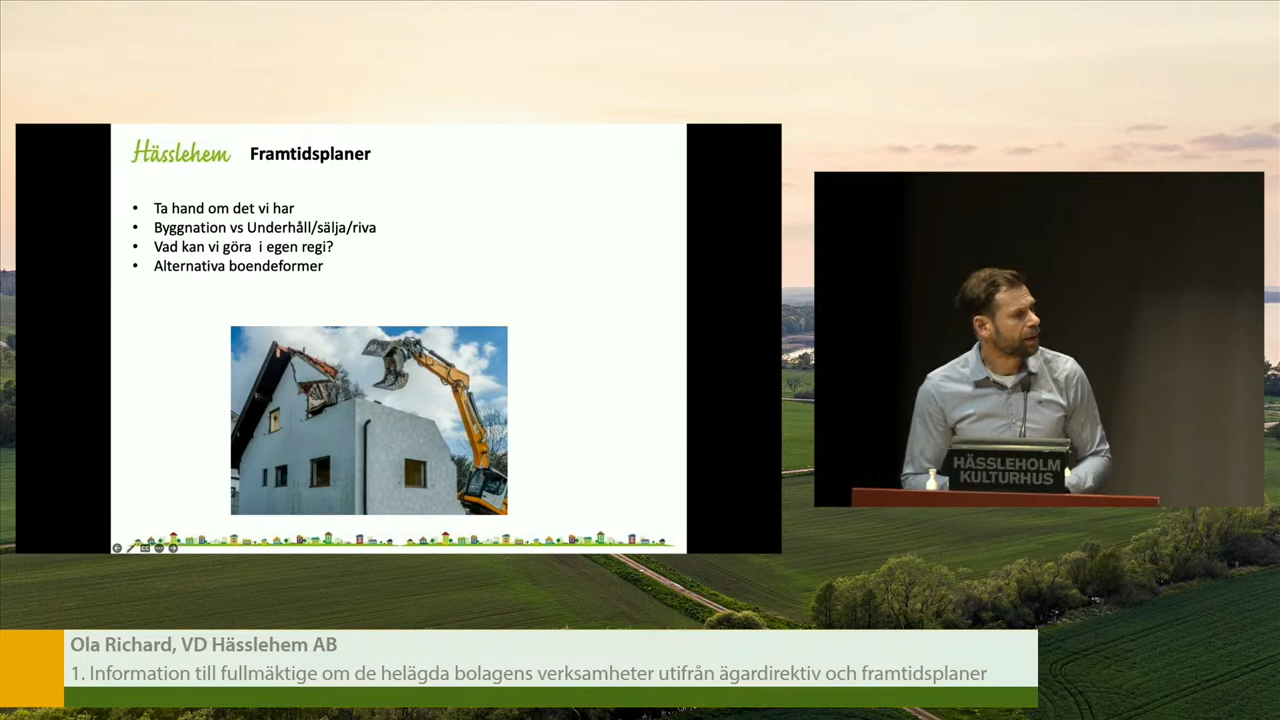 Hässlehem Framtidsplaner
• Ta hand om det vi har
• Byggnation vs Underhåll/sälja/riva
• Vad kan vi göra i egen regi?
• Alternativa boendeformer
HÄSSLEHOLM
KULTURHUS
Ola Richard, VD Hässlehem AB
1. Information till fullmäktige om de helägda bolagens verksamheter utifrån ägardirektiv och framtidsplaner